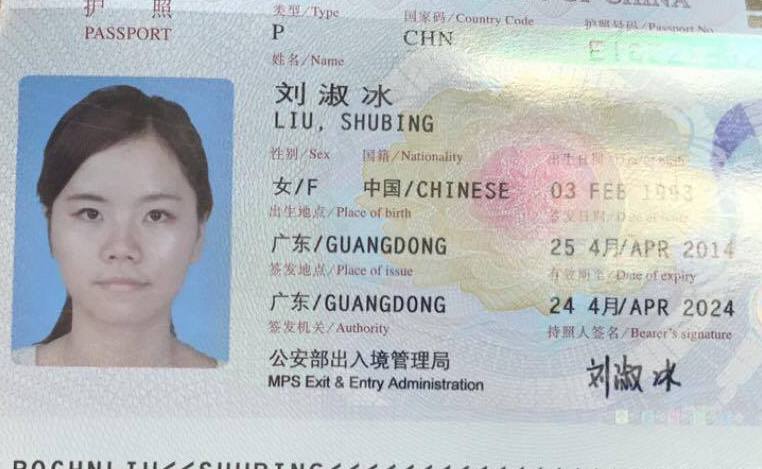 护 照
PASSPORT
类型/Type
国家码/Country Code
护照号码/Passport No.
P
CHN
姓名/Name
刘淑冰
LIU, SHUBING
性别/Sex
国籍/Nationality
出生日期/Date of birth
女/F
中国/CHINESE
03 FEB 1993
出生地点/Place of birth
签发日期/Date of issue
广东/GUANGDONG
25 4月/APR 2014
签发地点/Place of issue
有效期至/Date of expiry
广东/GUANGDONG
24 4月/APR 2024
签发机关/Authority
持照人签名/Bearer's signature
公安部出入境管理局
MPS Exit & Entry Administration
刘淑冰
POCHNLIU<<SHUBING<<<<<<<<<<<<<<<<